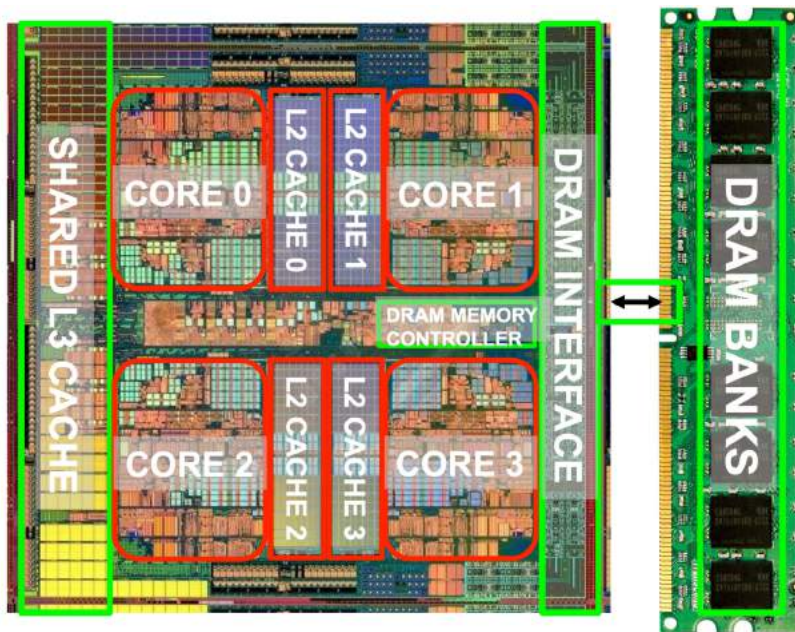 SHARED L3 CACHE
CORE 0
L2 CACHE 0
L2 CACHE 1
CORE 1
DRAM INTERFACE
DRAM BANKS
DRAM MEMORY
CONTROLLER
CORE 2
L2 CACHE 2
L2 CACHE 3
CORE 3